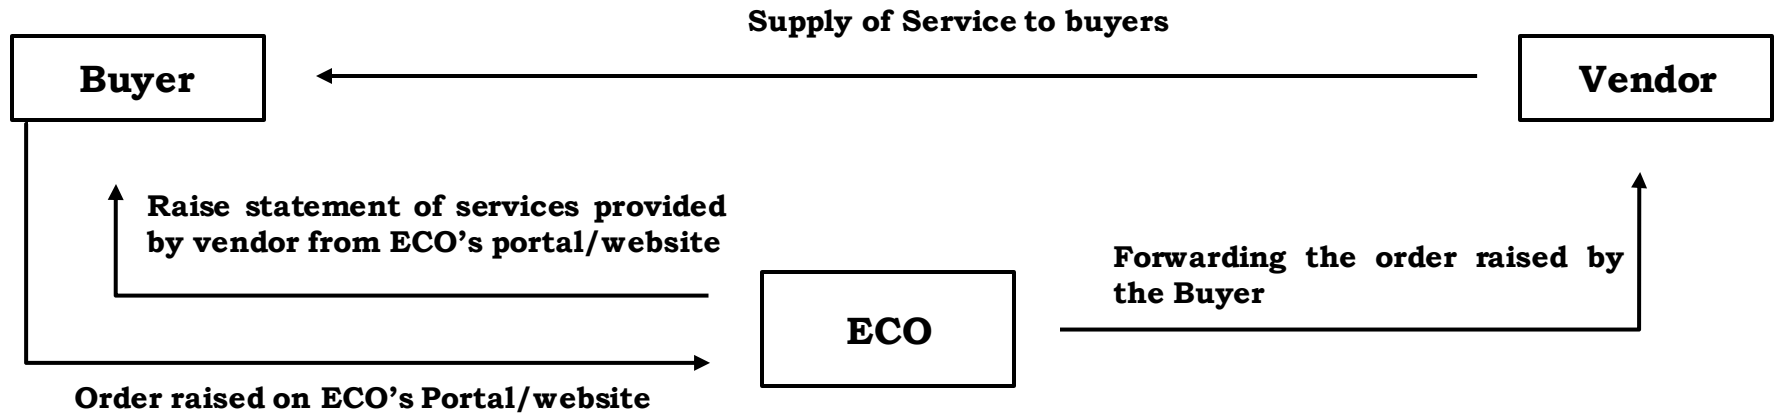 Supply of Service to buyers
Buyer
Vendor
Raise statement of services provided
by vendor from ECO’s portal/website
Forwarding the order raised by
the Buyer
ECO
Order raised on ECO’s Portal/website